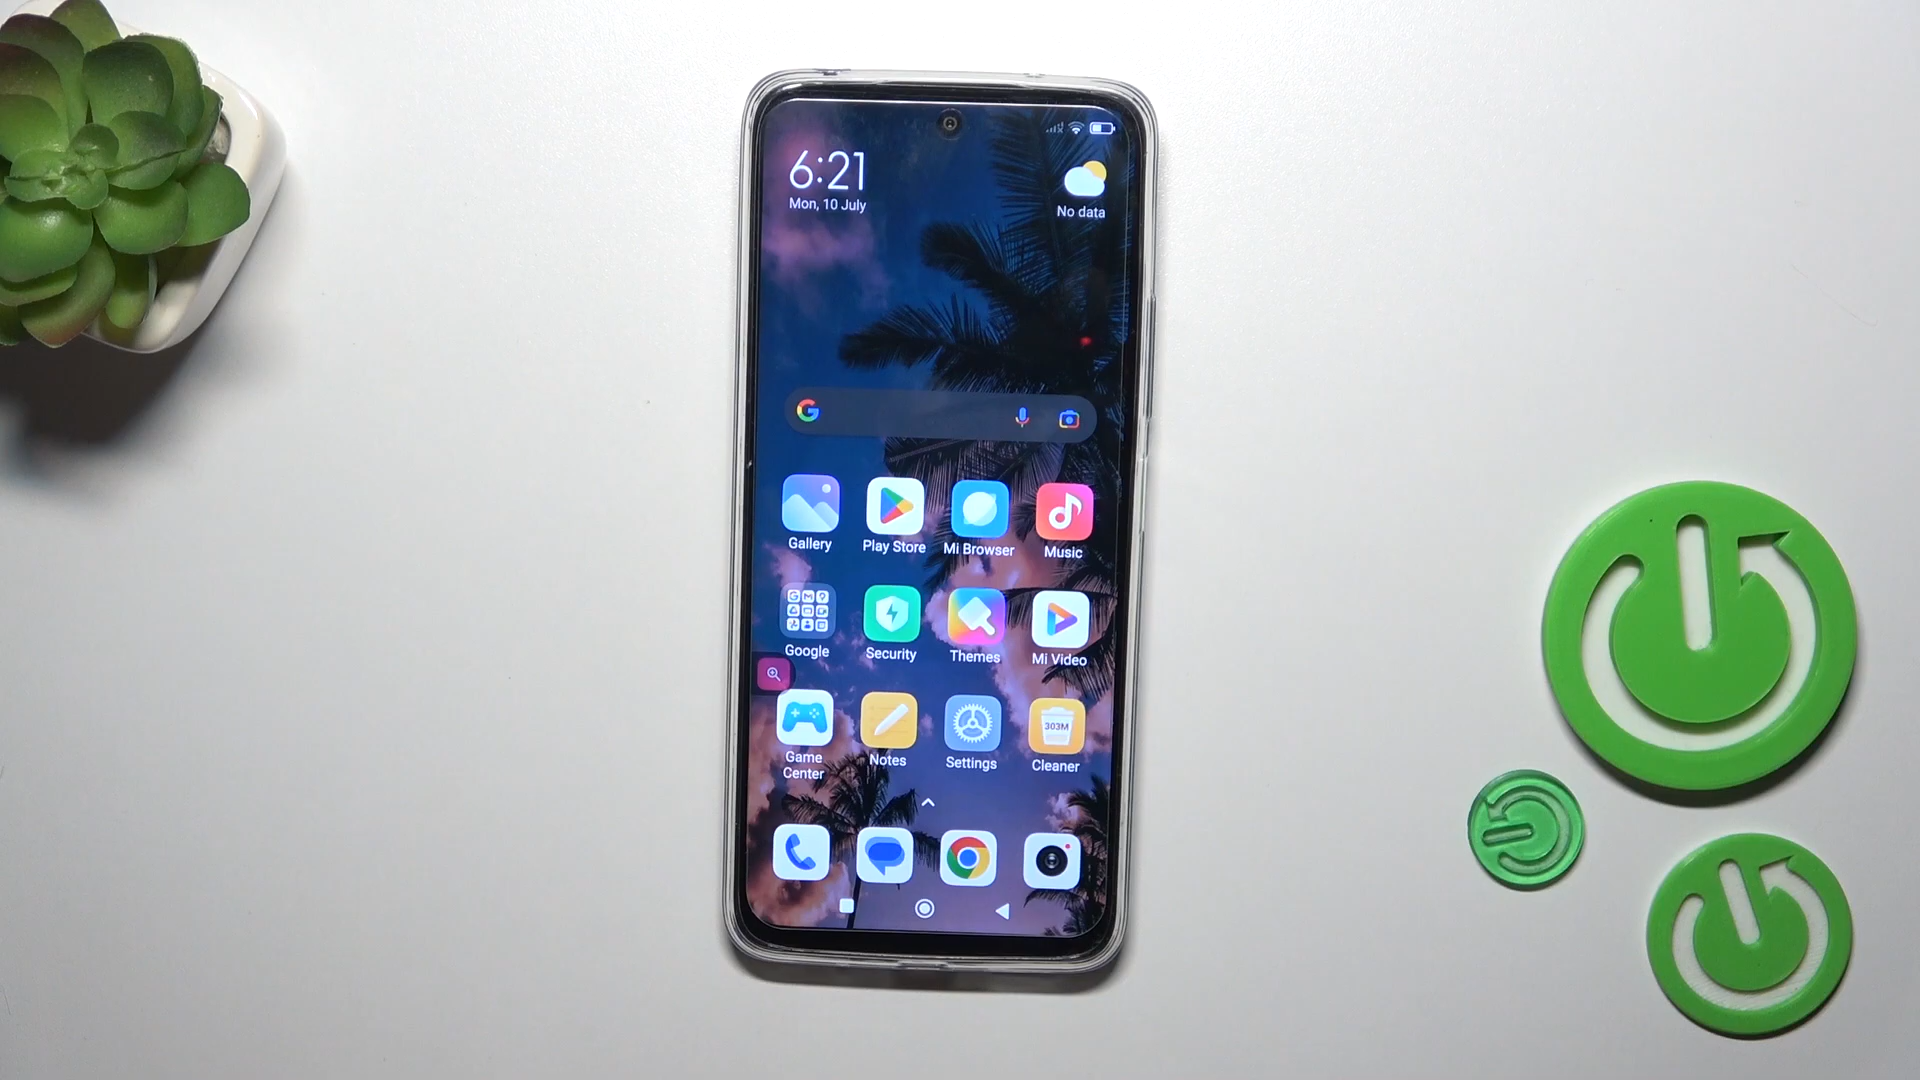 6:21
Mon, 10 July
No data
Gallery
Play Store
Mi Browser
Music
Google
Security
Themes
Mi Video
303M
Game
Center
Notes
Settings
Cleaner